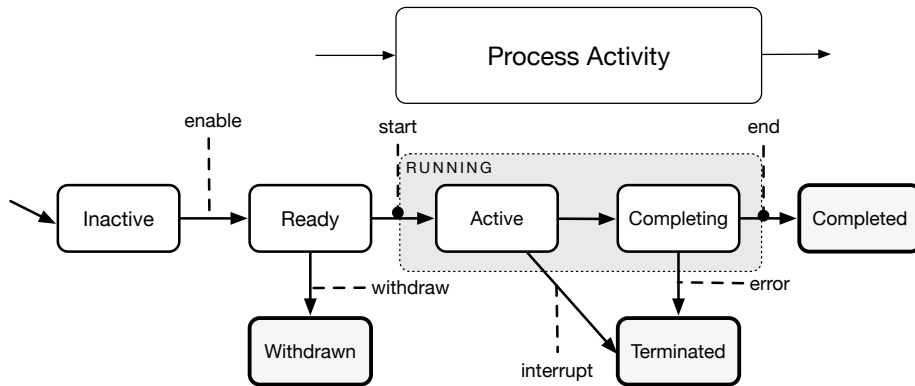 Process Activity
enable
start
end
RUNNING
Inactive
Ready
Active
Completing
Completed
withdraw
error
Withdrawn
interrupt
Terminated